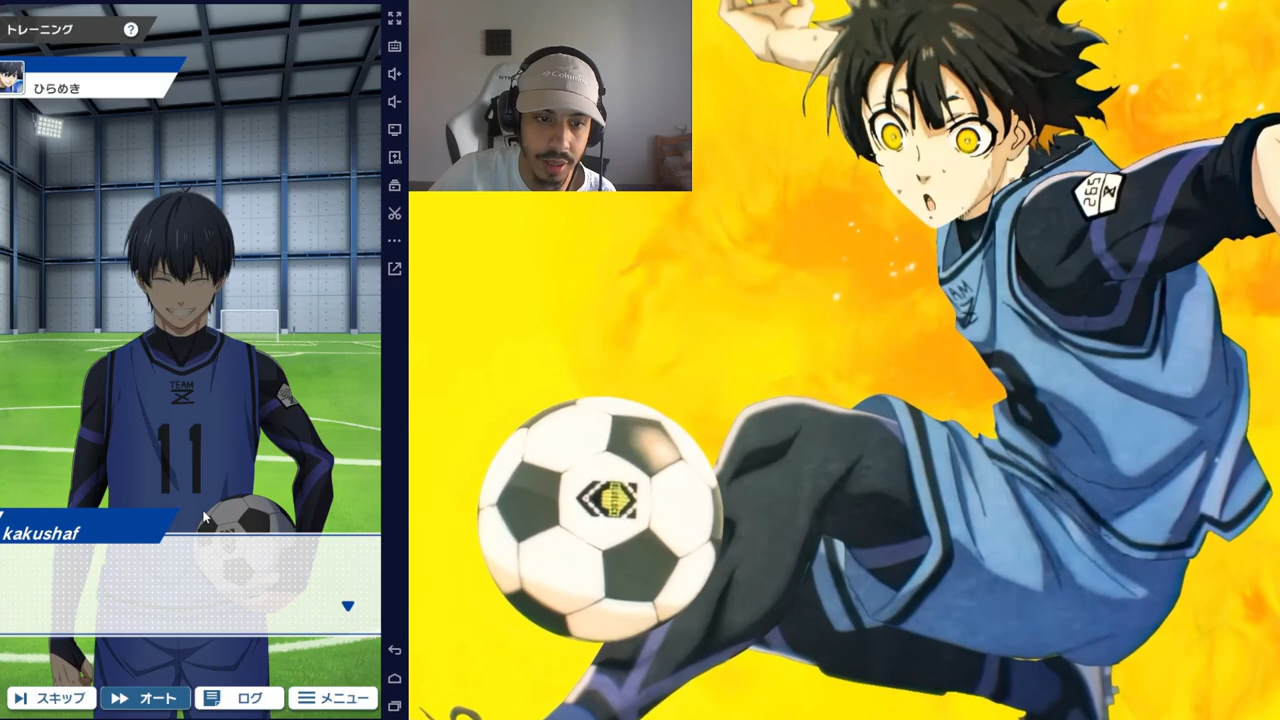 トレーニング
?
ひらめき
Columbia
TEAM
Z
11
kakushaf
スキップ
オート
ログ
メニュー
TEAM
Z
8
Z
265